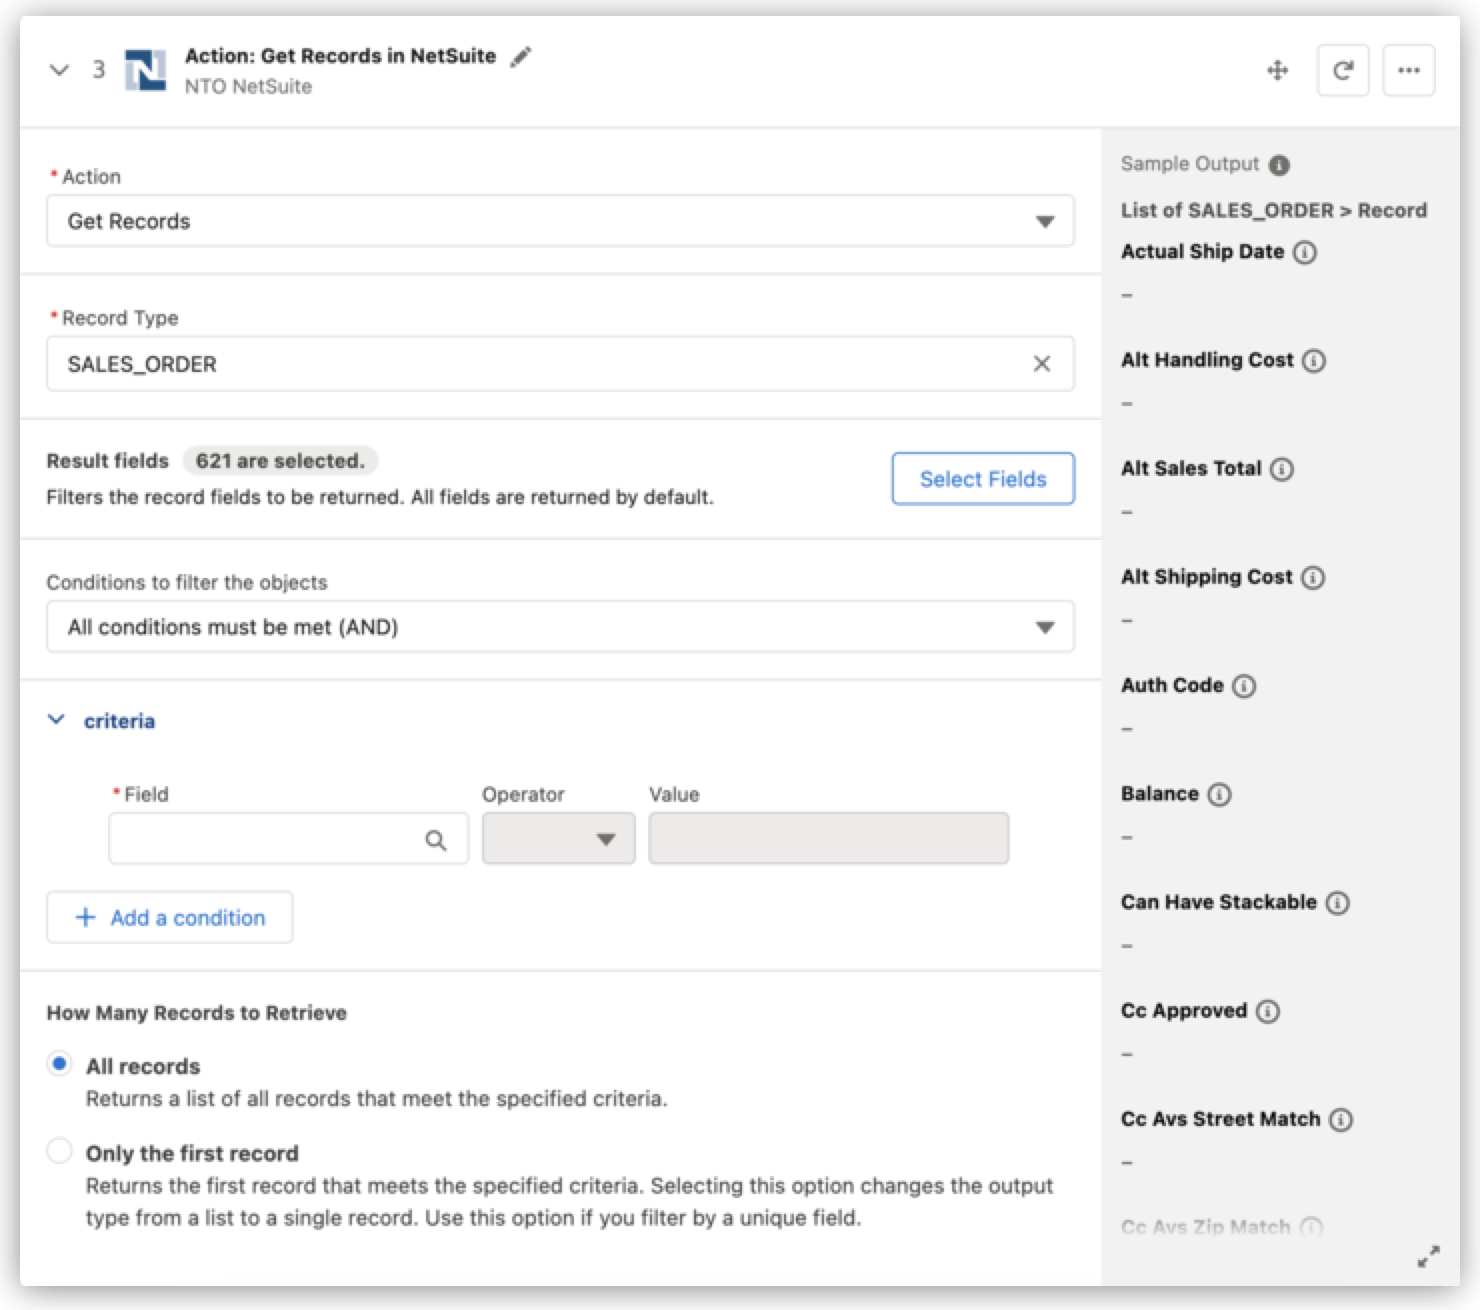 3
N
Action: Get Records in NetSuite
NTO NetSuite
* Action
Get Records
* Record Type
SALES_ORDER
Result fields 621 are selected.
Filters the record fields to be returned. All fields are returned by default.
Select Fields
Conditions to filter the objects
All conditions must be met (AND)
criteria
* Field Operator Value
+ Add a condition
How Many Records to Retrieve
All records
Returns a list of all records that meet the specified criteria.
Only the first record
Returns the first record that meets the specified criteria. Selecting this option changes the output
type from a list to a single record. Use this option if you filter by a unique field.
Sample Output
List of SALES_ORDER > Record
Actual Ship Date
–
Alt Handling Cost
–
Alt Sales Total
–
Alt Shipping Cost
–
Auth Code
–
Balance
–
Can Have Stackable
–
Cc Approved
–
Cc Avs Street Match
–
Cc Avs Zip Match